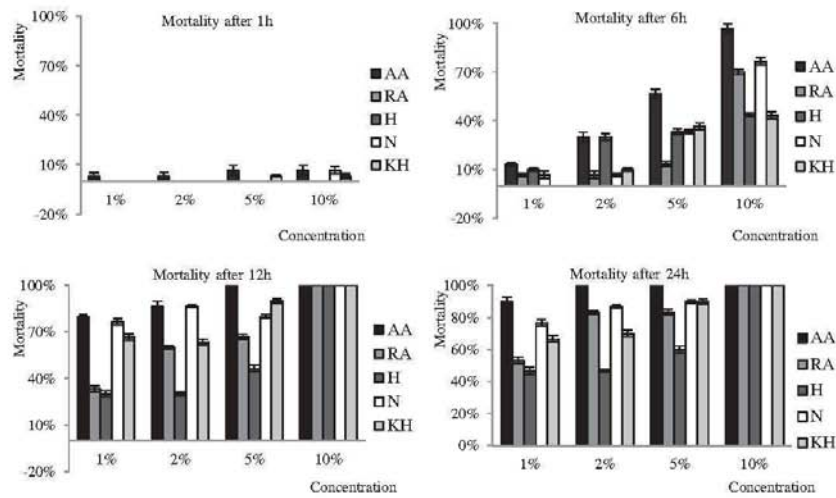 Mortality after 1h
Mortality
100%
70%
40%
10%
-20%
1% 2% 5% 10%
Concentration
AA
RA
H
N
KH
Mortality after 6h
Mortality
100%
70%
40%
10%
-20%
1% 2% 5% 10%
Concentration
AA
RA
H
N
KH
Mortality after 12h
Mortality
100%
70%
40%
10%
-20%
1% 2% 5% 10%
Concentration
AA
RA
H
N
KH
Mortality after 24h
Mortality
100%
80%
60%
40%
20%
0%
1% 2% 5% 10%
Concentration
AA
RA
H
N
KH